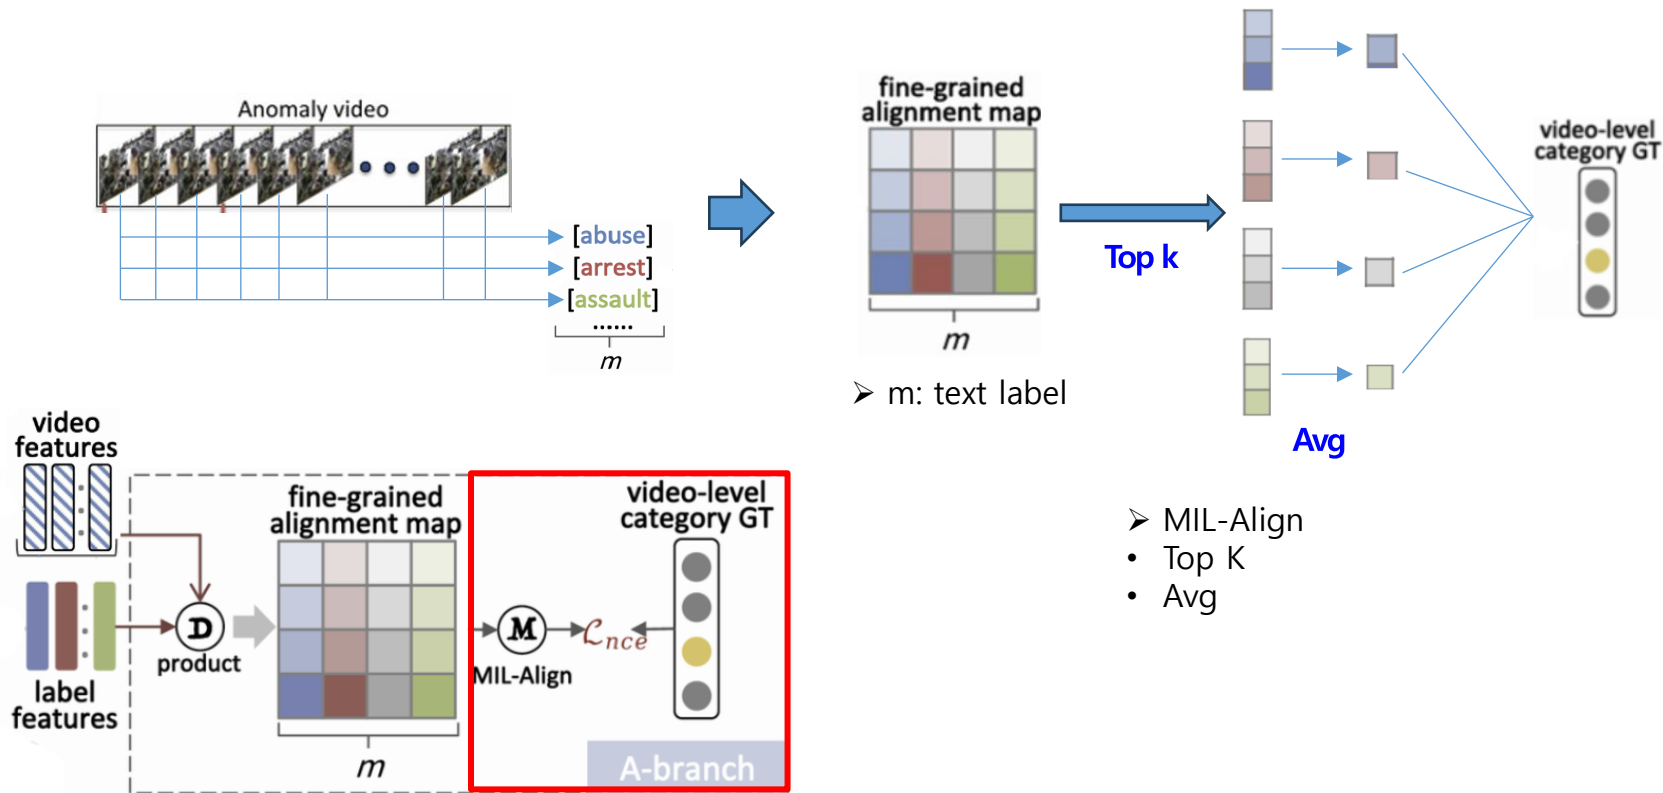 Anomaly video
[abuse]
[arrest]
[assault]
......
m
fine-grained
alignment map
m
➢ m: text label
Top k
Avg
video-level
category GT
➢ MIL-Align
• Top K
• Avg
video
features
label
features
D
product
fine-grained
alignment map
m
M
MIL-Align
ℒnce
video-level
category GT
A-branch